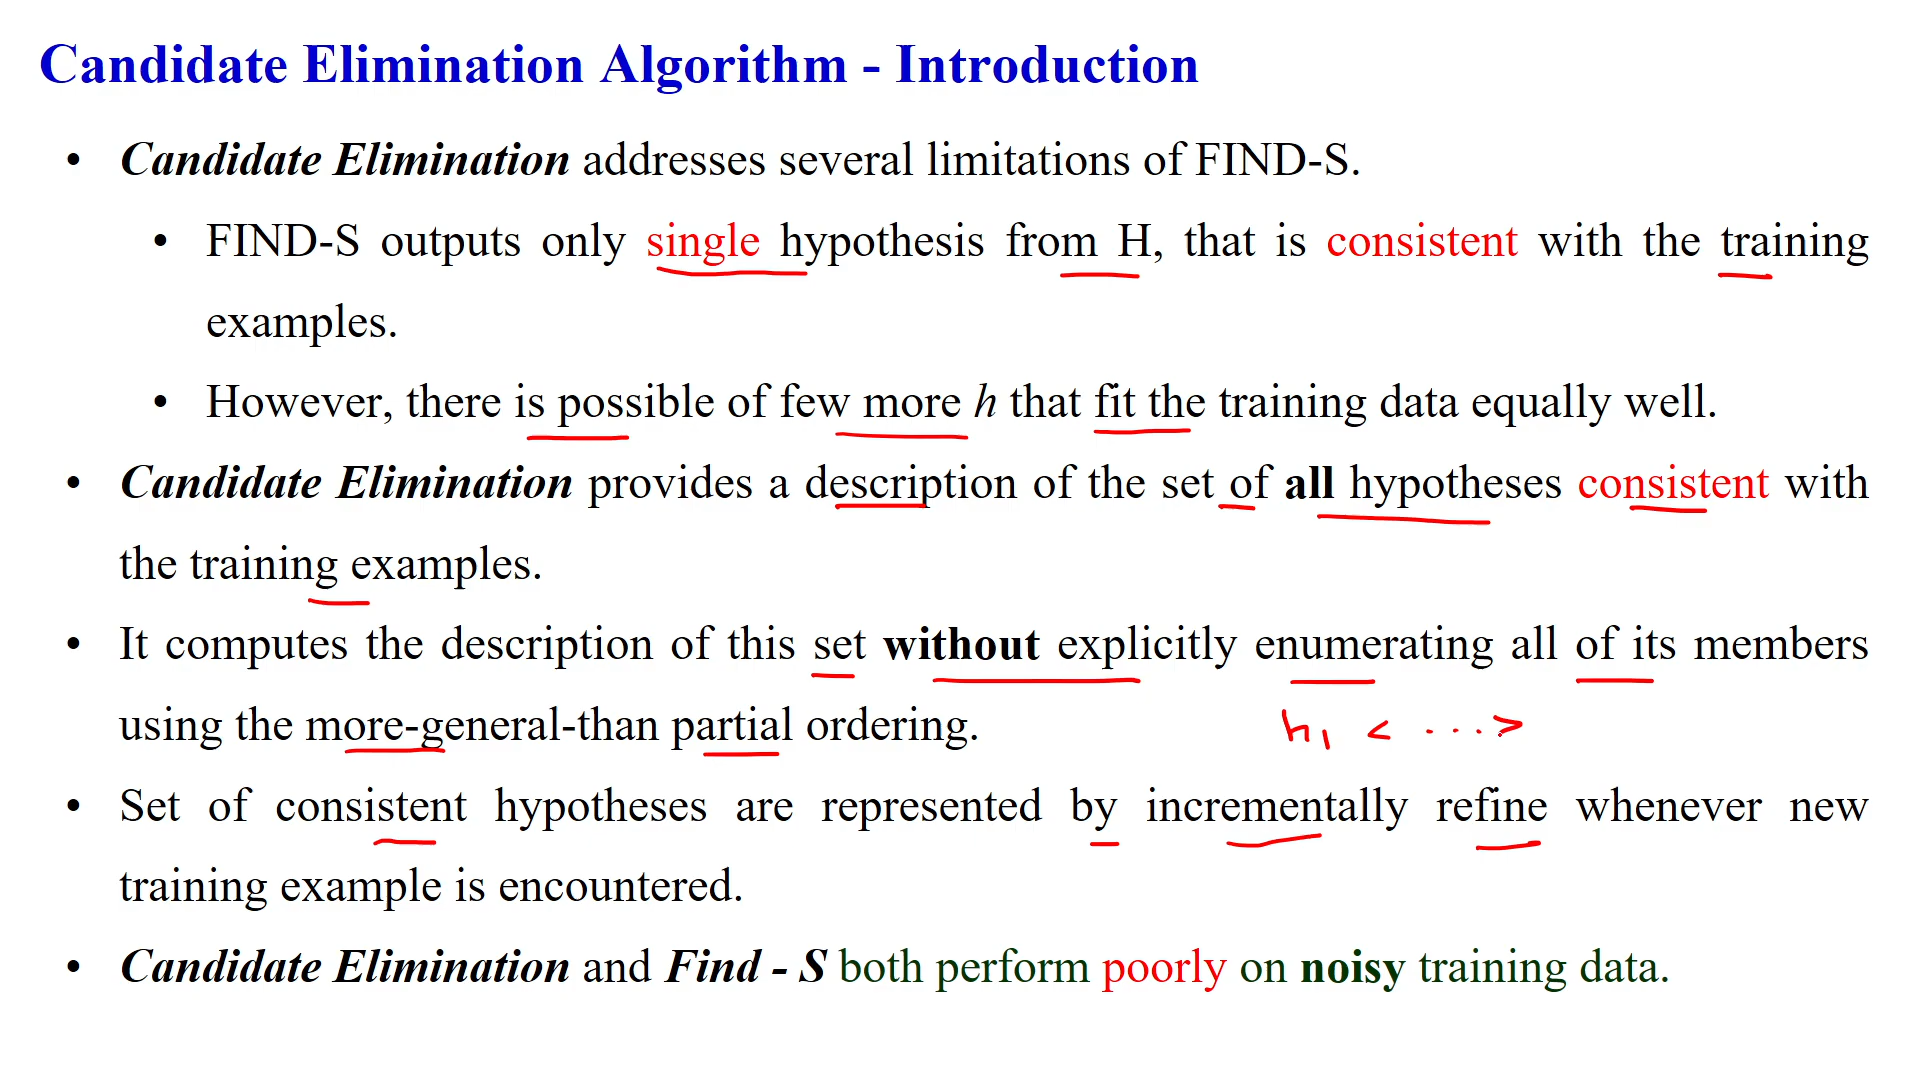 Candidate Elimination Algorithm - Introduction
• Candidate Elimination addresses several limitations of FIND-S.
• FIND-S outputs only single hypothesis from H, that is consistent with the training
examples.
• However, there is possible of few more h that fit the training data equally well.
• Candidate Elimination provides a description of the set of all hypotheses consistent with
the training examples.
• It computes the description of this set without explicitly enumerating all of its members
using the more-general-than partial ordering.
h1 < ...>
• Set of consistent hypotheses are represented by incrementally refine whenever new
training example is encountered.
• Candidate Elimination and Find - S both perform poorly on noisy training data.